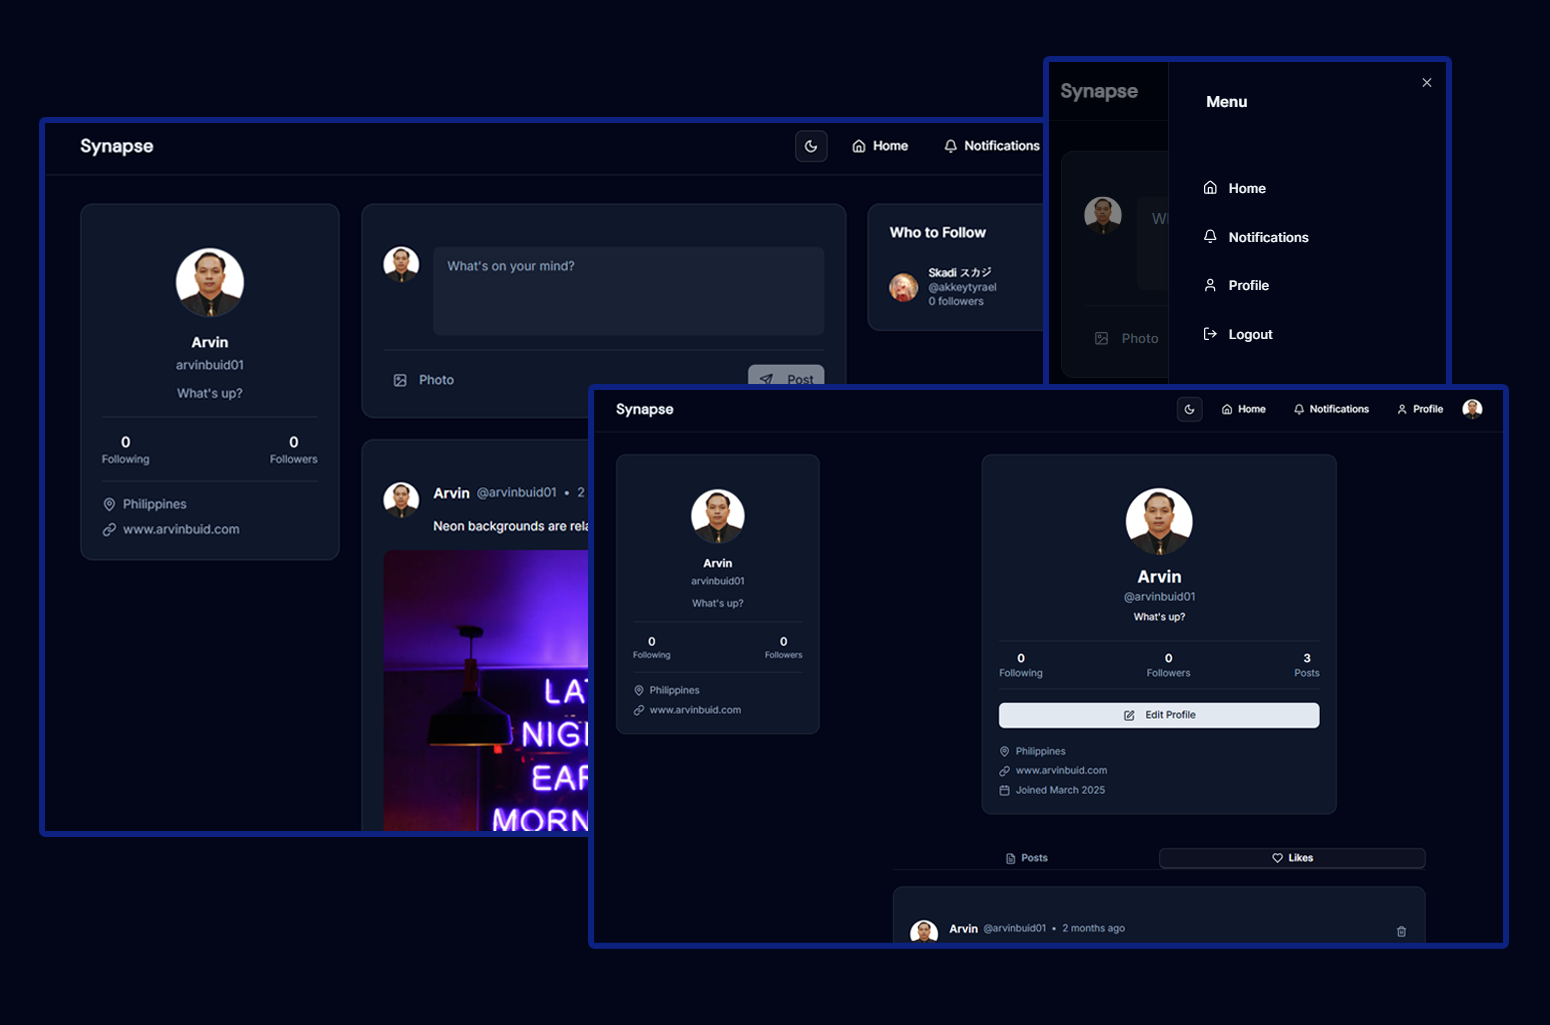 Synapse
Home
Notifications
Arvin
arvinbuid01
What's up?
0
Following
0
Followers
Philippines
www.arvinbuid.com
What's on your mind?
Photo
Post
Who to Follow
Skadi スカジ
@akkeytyrael
0 followers
Arvin @arvinbuid01 • 2
Neon backgrounds are rela
LA
NIG
EAR
MORN
Synapse
Photo
Menu
Home
Notifications
Profile
Logout
Synapse
Home
Notifications
Profile
Arvin
arvinbuid01
What's up?
0
Following
0
Followers
Philippines
www.arvinbuid.com
Arvin
@arvinbuid01
What's up?
0
Following
0
Followers
3
Posts
Edit Profile
Philippines
www.arvinbuid.com
Joined March 2025
Posts
Likes
Arvin @arvinbuid01 • 2 months ago